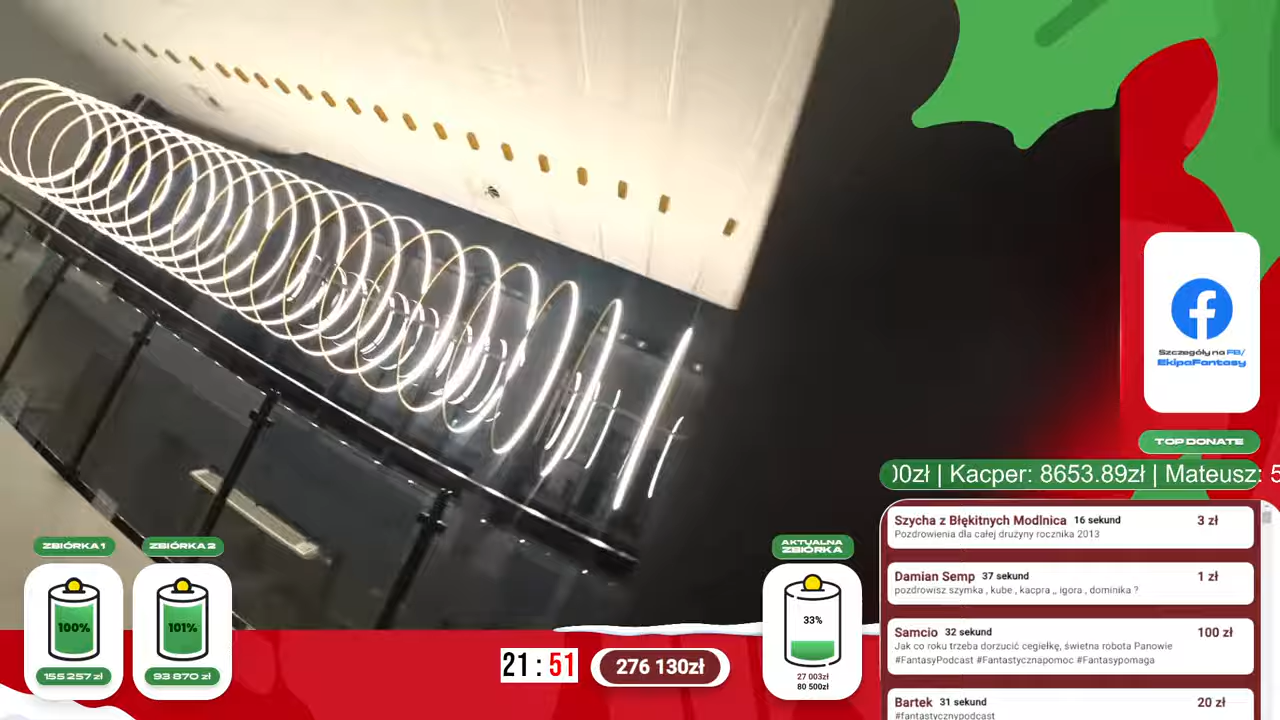 Szczegóły na FB/
EkipaFantasy
TOP DONATE
00zł | Kacper: 8653.89zł | Mateusz: 5
Szycha z Błękitnych Modlnica 16 sekund 3 zł
Pozdrowienia dla całej drużyny rocznika 2013
Damian Semp 37 sekund 1 zł
pozdrowisz szymka , kube , kacpra ,, igora , dominika ?
Samcio 32 sekund 100 zł
Jak co roku trzeba dorzucić cegiełkę, świetna robota Panowie
#FantasyPodcast #Fantastycznapomoc #Fantasypomaga
Bartek 31 sekund 20 zł
#fantastycznypodcast
ZBIÓRKA 1
100%
155 257 zł
ZBIÓRKA 2
101%
93 870 zł
21 : 51
276 130zł
AKTUALNA
ZBIÓRKA
33%
27 003zł
80 500zł